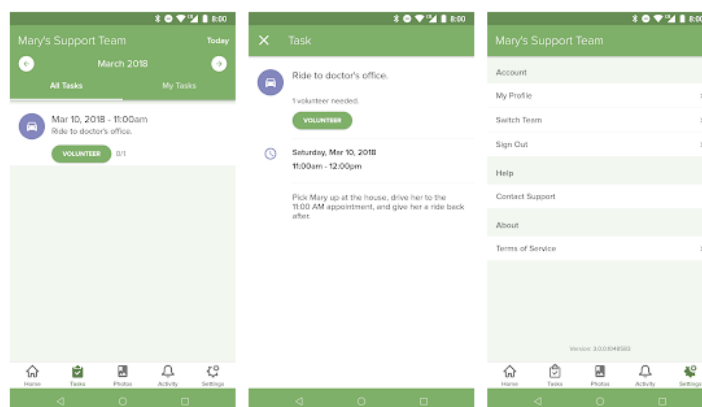 8:00
Mary's Support Team
Today
March 2018
All Tasks
My Tasks
Mar 10, 2018 - 11:00am
Ride to doctor's office.
VOLUNTEER
0/1
Home
Tasks
Photos
Activity
Settings
8:00
Task
Ride to doctor's office.
1 volunteer needed.
VOLUNTEER
Saturday, Mar 10, 2018
11:00am - 12:00pm
Pick Mary up at the house, drive her to the
11:00 AM appointment, and give her a ride back
after.
8:00
Mary's Support Team
Account
My Profile
Switch Team
Sign Out
Help
Contact Support
About
Terms of Service
Home
Tasks
Photos
Activity
Settings